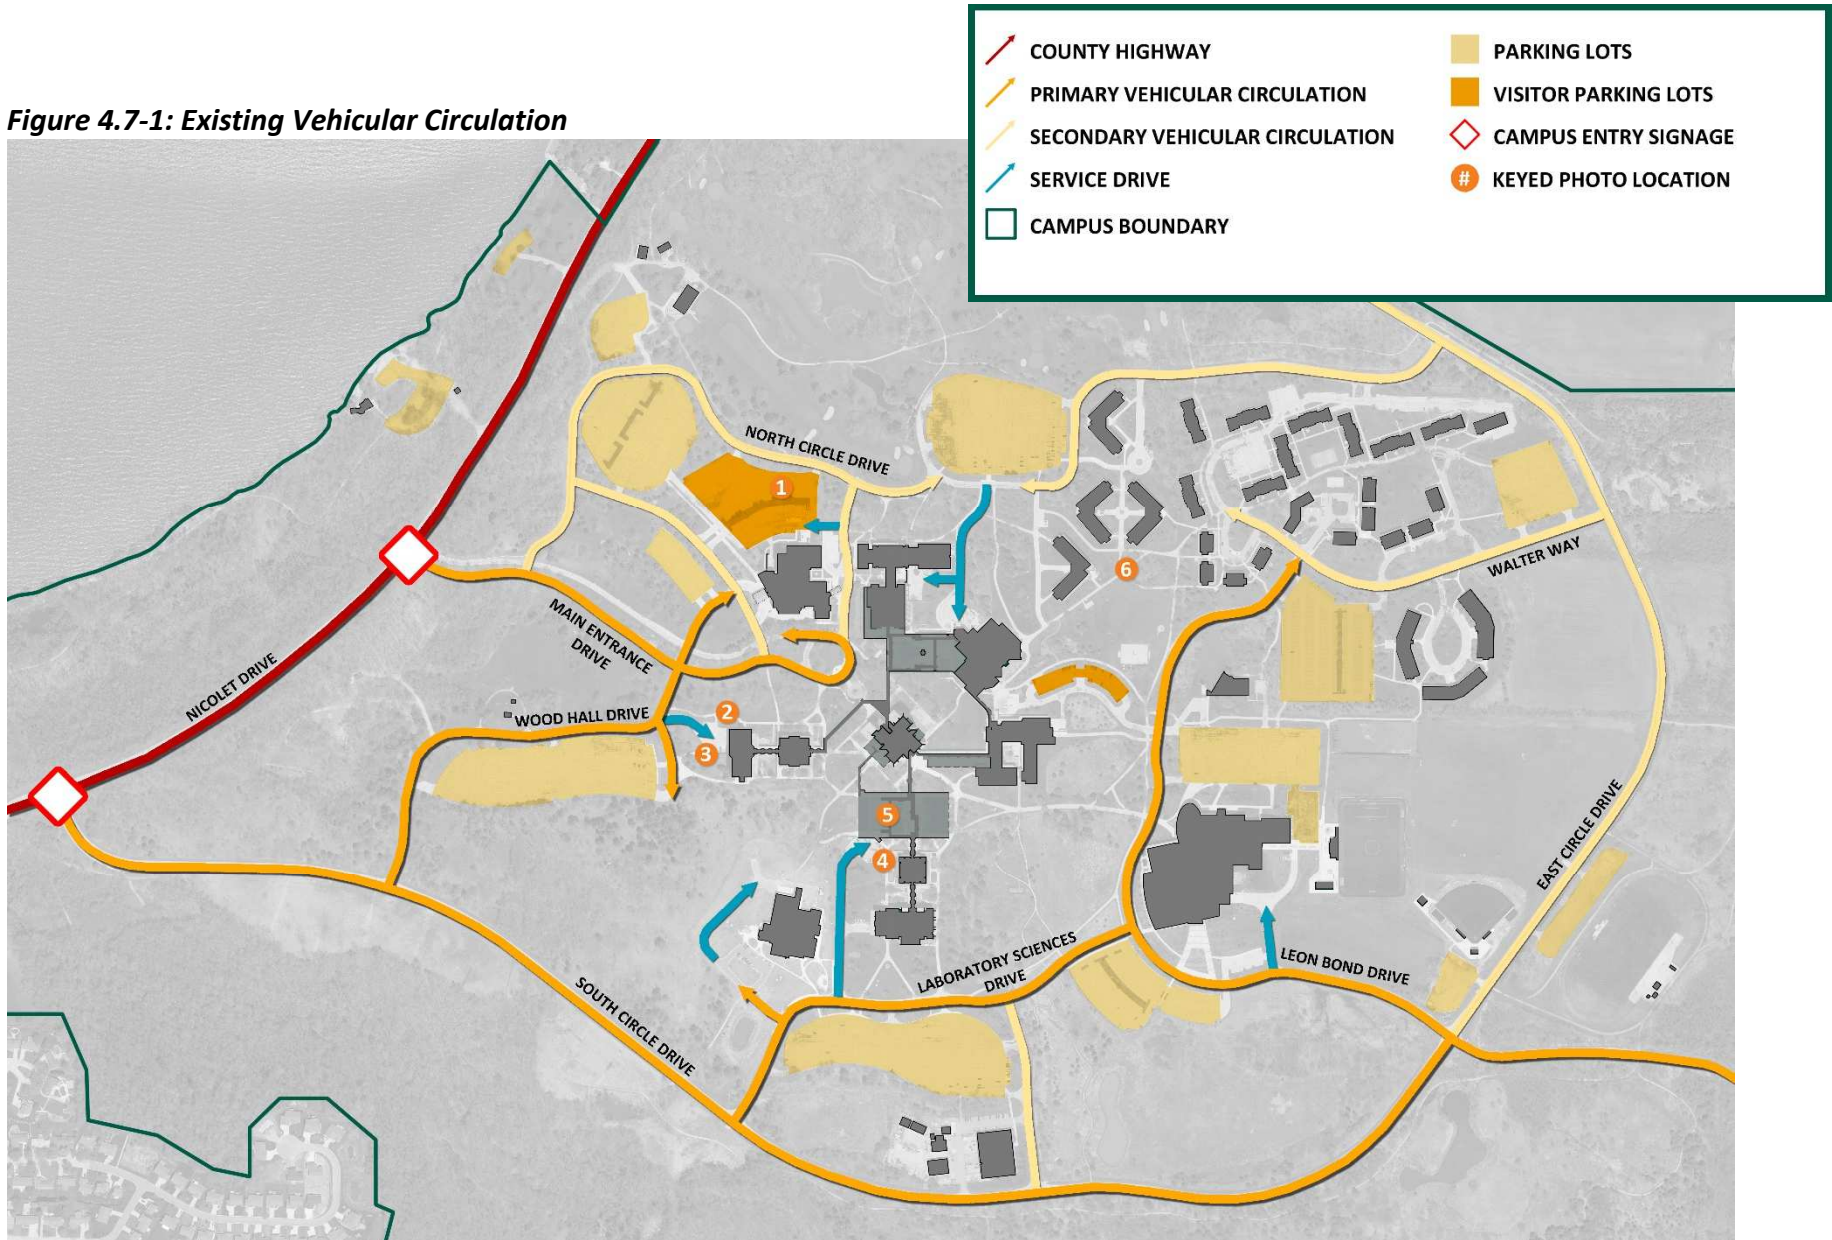 COUNTY HIGHWAY
PRIMARY VEHICULAR CIRCULATION
SECONDARY VEHICULAR CIRCULATION
SERVICE DRIVE
CAMPUS BOUNDARY
PARKING LOTS
VISITOR PARKING LOTS
CAMPUS ENTRY SIGNAGE
# KEYED PHOTO LOCATION
Figure 4.7-1: Existing Vehicular Circulation
NORTH CIRCLE DRIVE
1
WALTER WAY
6
MAIN ENTRANCE
DRIVE
NICOLET DRIVE
WOOD HALL DRIVE
2
3
5
4
EAST CIRCLE DRIVE
LABORATORY SCIENCES
DRIVE
LEON BOND DRIVE
SOUTH CIRCLE DRIVE